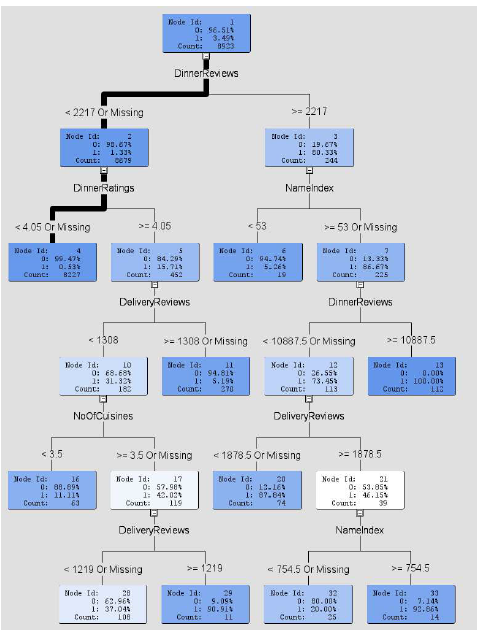 Node Id: 1
0: 96.51%
1: 3.49%
Count: 8923
DinnerReviews
< 2217 Or Missing
>= 2217
Node Id: 2
0: 98.67%
1: 1.33%
Count: 8679
Node Id: 3
0: 19.67%
1: 80.33%
Count: 244
DinnerRatings
NameIndex
< 4.05 Or Missing
>= 4.05
< 53
>= 53 Or Missing
Node Id: 4
0: 99.47%
1: 0.53%
Count: 8227
Node Id: 5
0: 84.29%
1: 15.71%
Count: 452
Node Id: 6
0: 94.74%
1: 5.26%
Count: 19
Node Id: 7
0: 13.33%
1: 86.67%
Count: 225
DeliveryReviews
DinnerReviews
< 1308
>= 1308 Or Missing
< 10887.5 Or Missing
>= 10887.5
Node Id: 10
0: 68.68%
1: 31.32%
Count: 182
Node Id: 11
0: 94.81%
1: 5.19%
Count: 270
Node Id: 12
0: 26.55%
1: 73.45%
Count: 113
Node Id: 13
0: 0.00%
1: 100.00%
Count: 112
NoOfCuisines
DeliveryReviews
< 3.5
>= 3.5 Or Missing
< 1878.5 Or Missing
>= 1878.5
Node Id: 16
0: 88.89%
1: 11.11%
Count: 63
Node Id: 17
0: 57.98%
1: 42.02%
Count: 119
Node Id: 20
0: 12.16%
1: 87.84%
Count: 74
Node Id: 21
0: 53.85%
1: 46.15%
Count: 39
DeliveryReviews
NameIndex
< 1219 Or Missing
>= 1219
< 754.5 Or Missing
>= 754.5
Node Id: 28
0: 62.96%
1: 37.04%
Count: 108
Node Id: 29
0: 9.09%
1: 90.91%
Count: 11
Node Id: 32
0: 80.00%
1: 20.00%
Count: 25
Node Id: 33
0: 7.14%
1: 92.86%
Count: 14